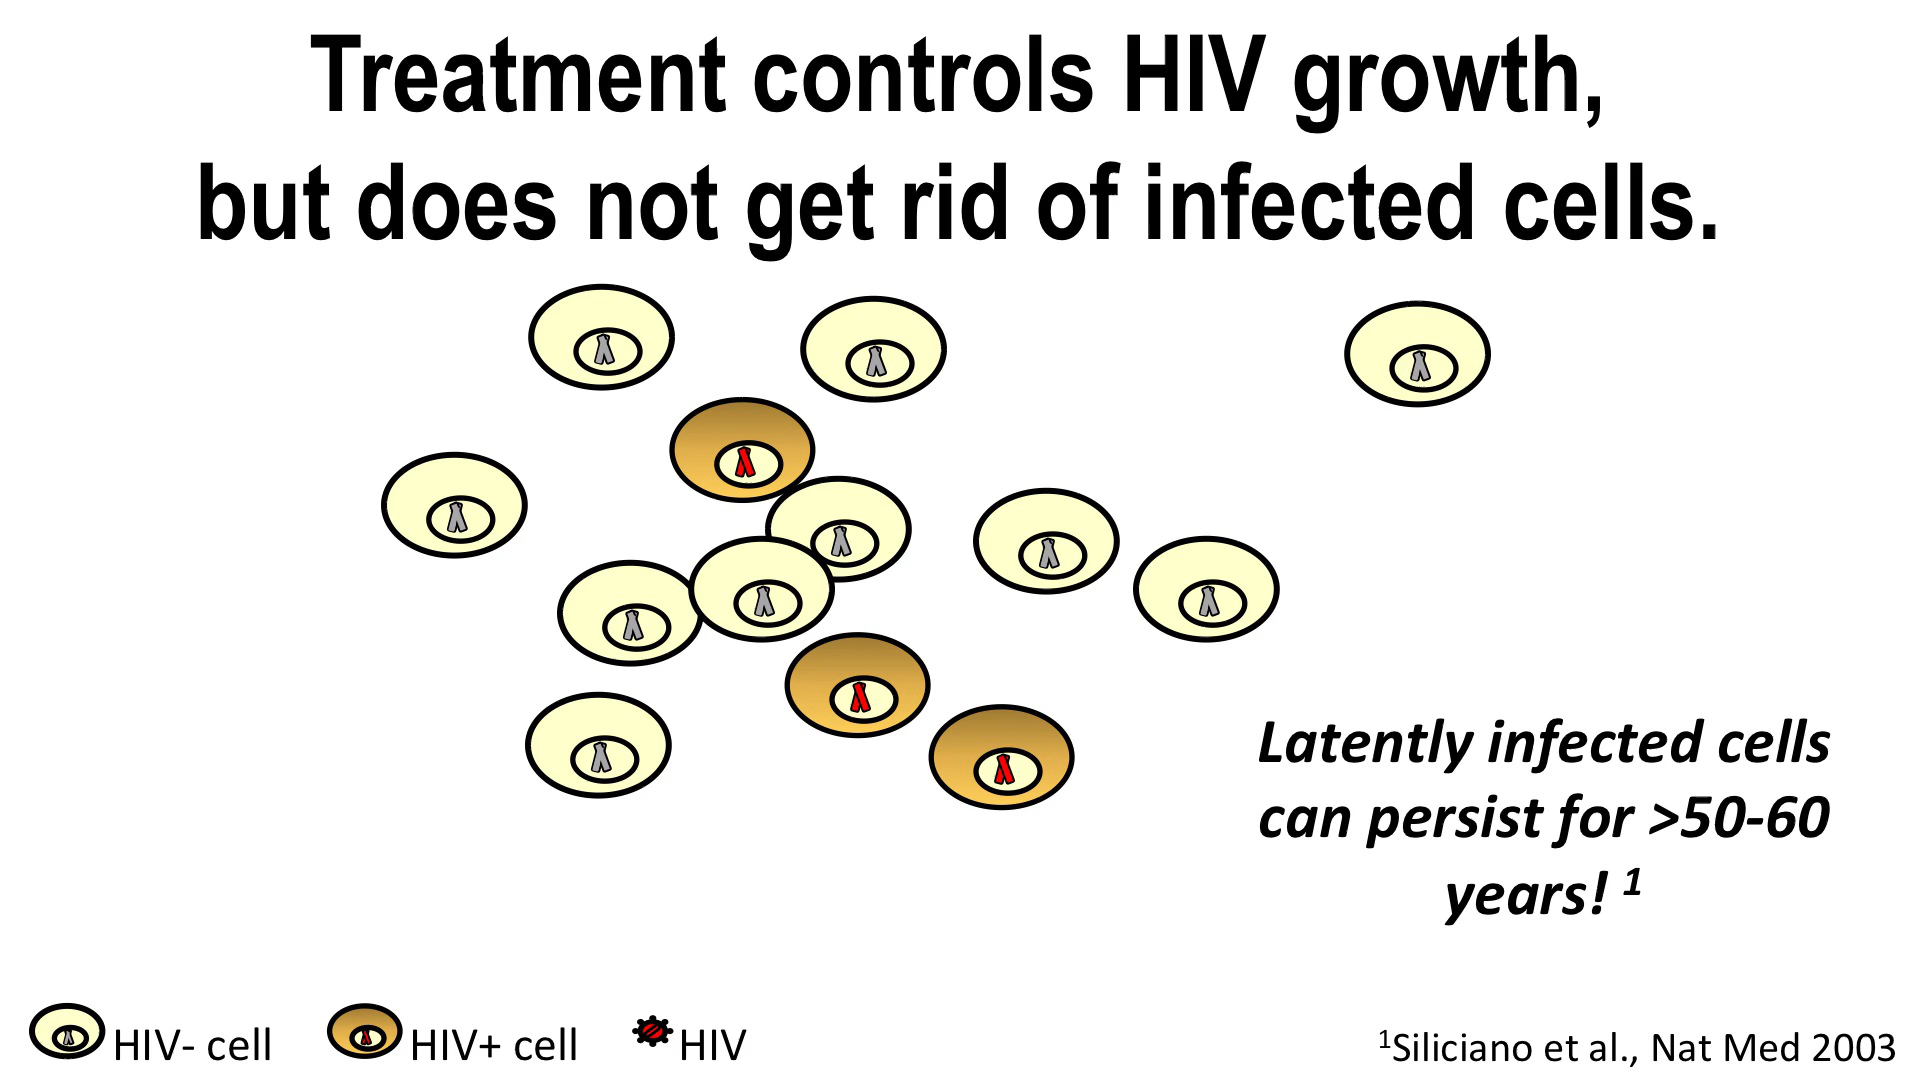 Treatment controls HIV growth,
but does not get rid of infected cells.
Latently infected cells
can persist for >50-60
years! 1
HIV- cell
HIV+ cell
HIV
1Siliciano et al., Nat Med 2003